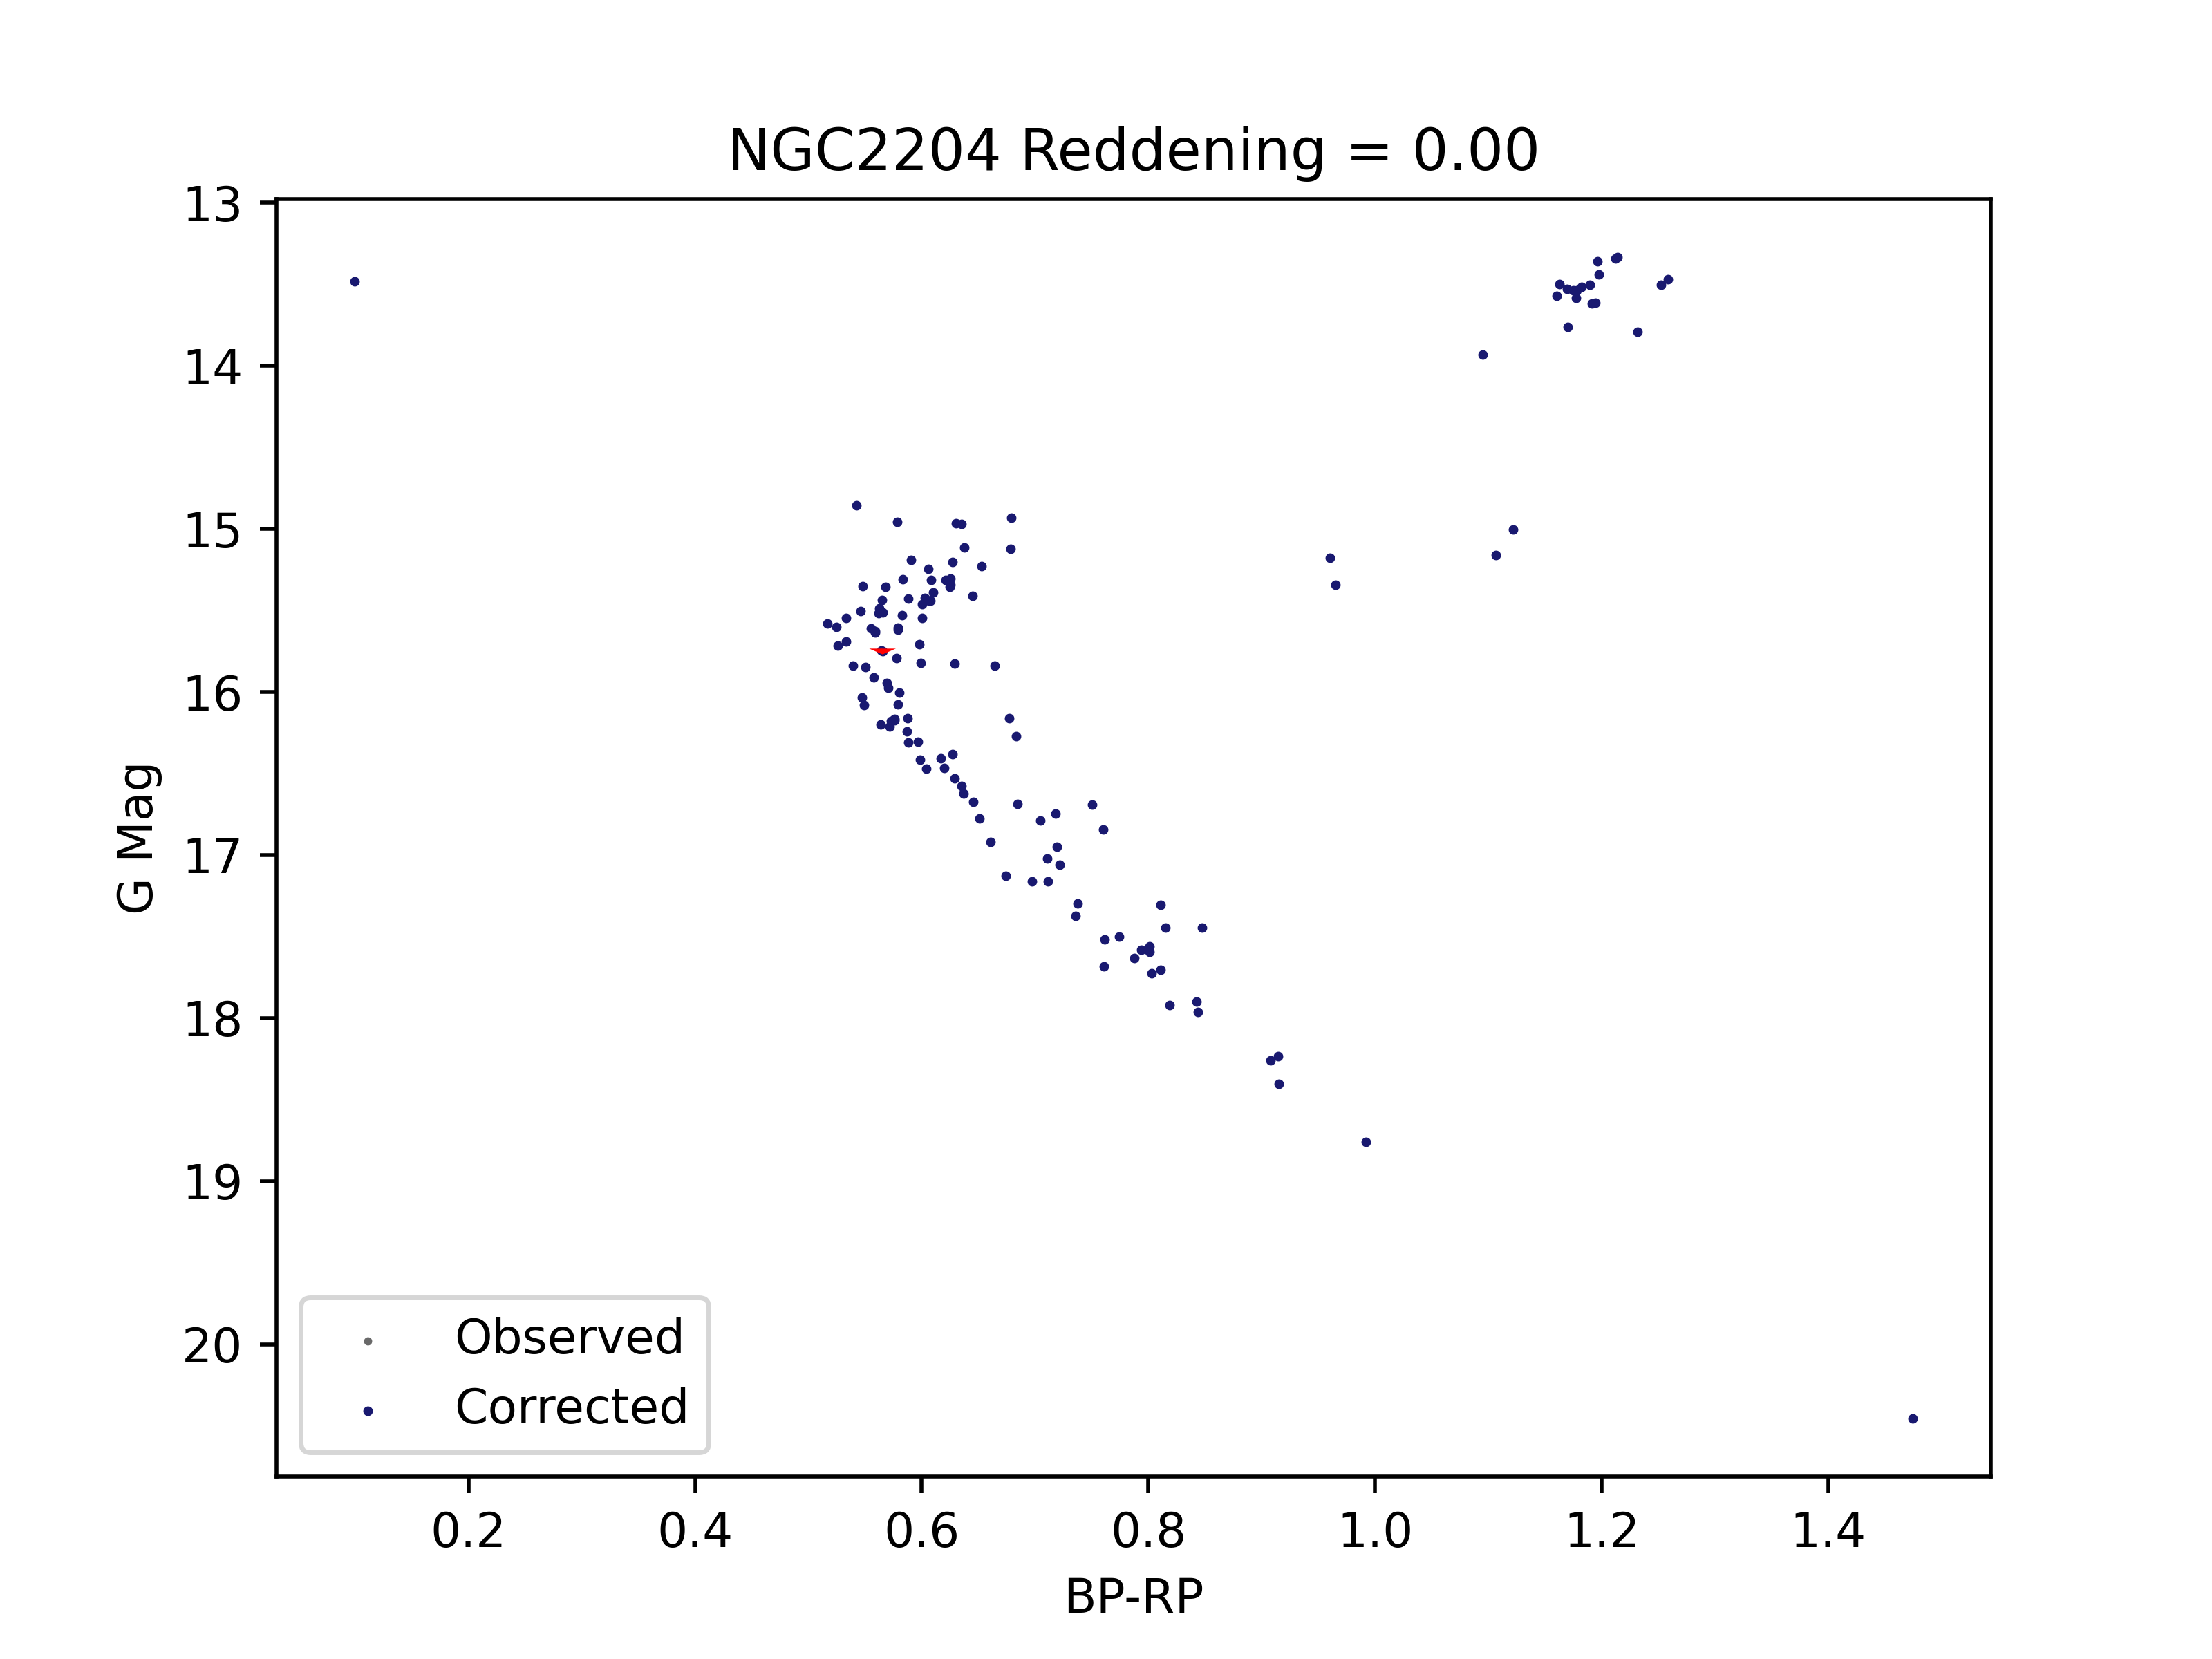 NGC2204 Reddening = 0.00
13
14
15
16
17
18
19
20
G Mag
Observed
Corrected
0.2 0.4 0.6 0.8 1.0 1.2 1.4
BP-RP